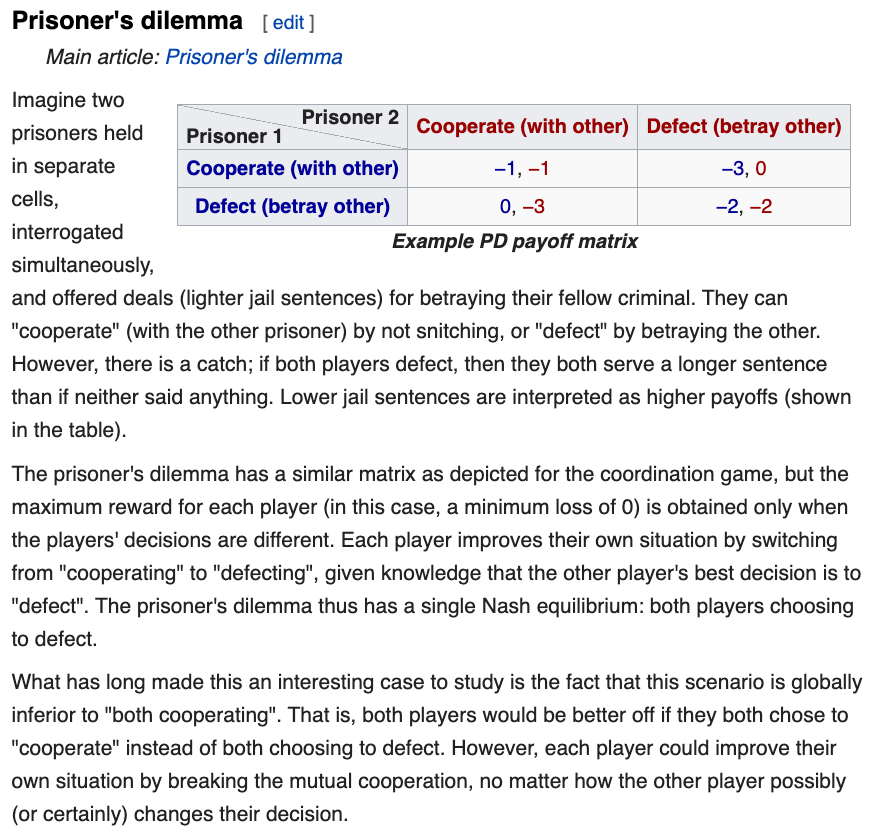 Prisoner's dilemma [ edit ]
Main article: Prisoner's dilemma
Imagine two
prisoners held
in separate
cells,
interrogated
simultaneously,
Prisoner 2
Prisoner 1
Cooperate (with other) Defect (betray other)
Cooperate (with other) −1, −1 −3, 0
Defect (betray other) 0, −3 −2, −2
Example PD payoff matrix
and offered deals (lighter jail sentences) for betraying their fellow criminal. They can
"cooperate" (with the other prisoner) by not snitching, or "defect" by betraying the other.
However, there is a catch; if both players defect, then they both serve a longer sentence
than if neither said anything. Lower jail sentences are interpreted as higher payoffs (shown
in the table).
The prisoner's dilemma has a similar matrix as depicted for the coordination game, but the
maximum reward for each player (in this case, a minimum loss of 0) is obtained only when
the players' decisions are different. Each player improves their own situation by switching
from "cooperating" to "defecting", given knowledge that the other player's best decision is to
"defect". The prisoner's dilemma thus has a single Nash equilibrium: both players choosing
to defect.
What has long made this an interesting case to study is the fact that this scenario is globally
inferior to "both cooperating". That is, both players would be better off if they both chose to
"cooperate" instead of both choosing to defect. However, each player could improve their
own situation by breaking the mutual cooperation, no matter how the other player possibly
(or certainly) changes their decision.